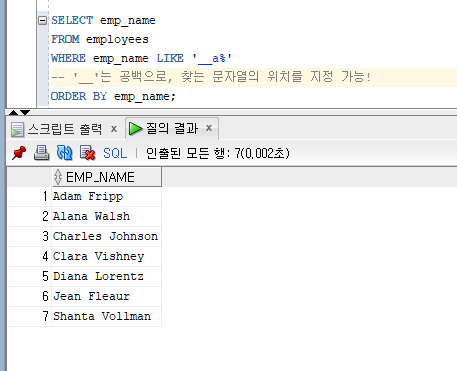 SELECT emp_name
FROM employees
WHERE emp_name LIKE '__a%'
-- '__'는 공백으로, 찾는 문자열의 위치를 지정 가능!
ORDER BY emp_name;
스크립트 출력 x 질의 결과 x
SQL | 인출된 모든 행: 7(0,002초)
EMP_NAME
1 Adam Fripp
2 Alana Walsh
3 Charles Johnson
4 Clara Vishney
5 Diana Lorentz
6 Jean Fleaur
7 Shanta Vollman